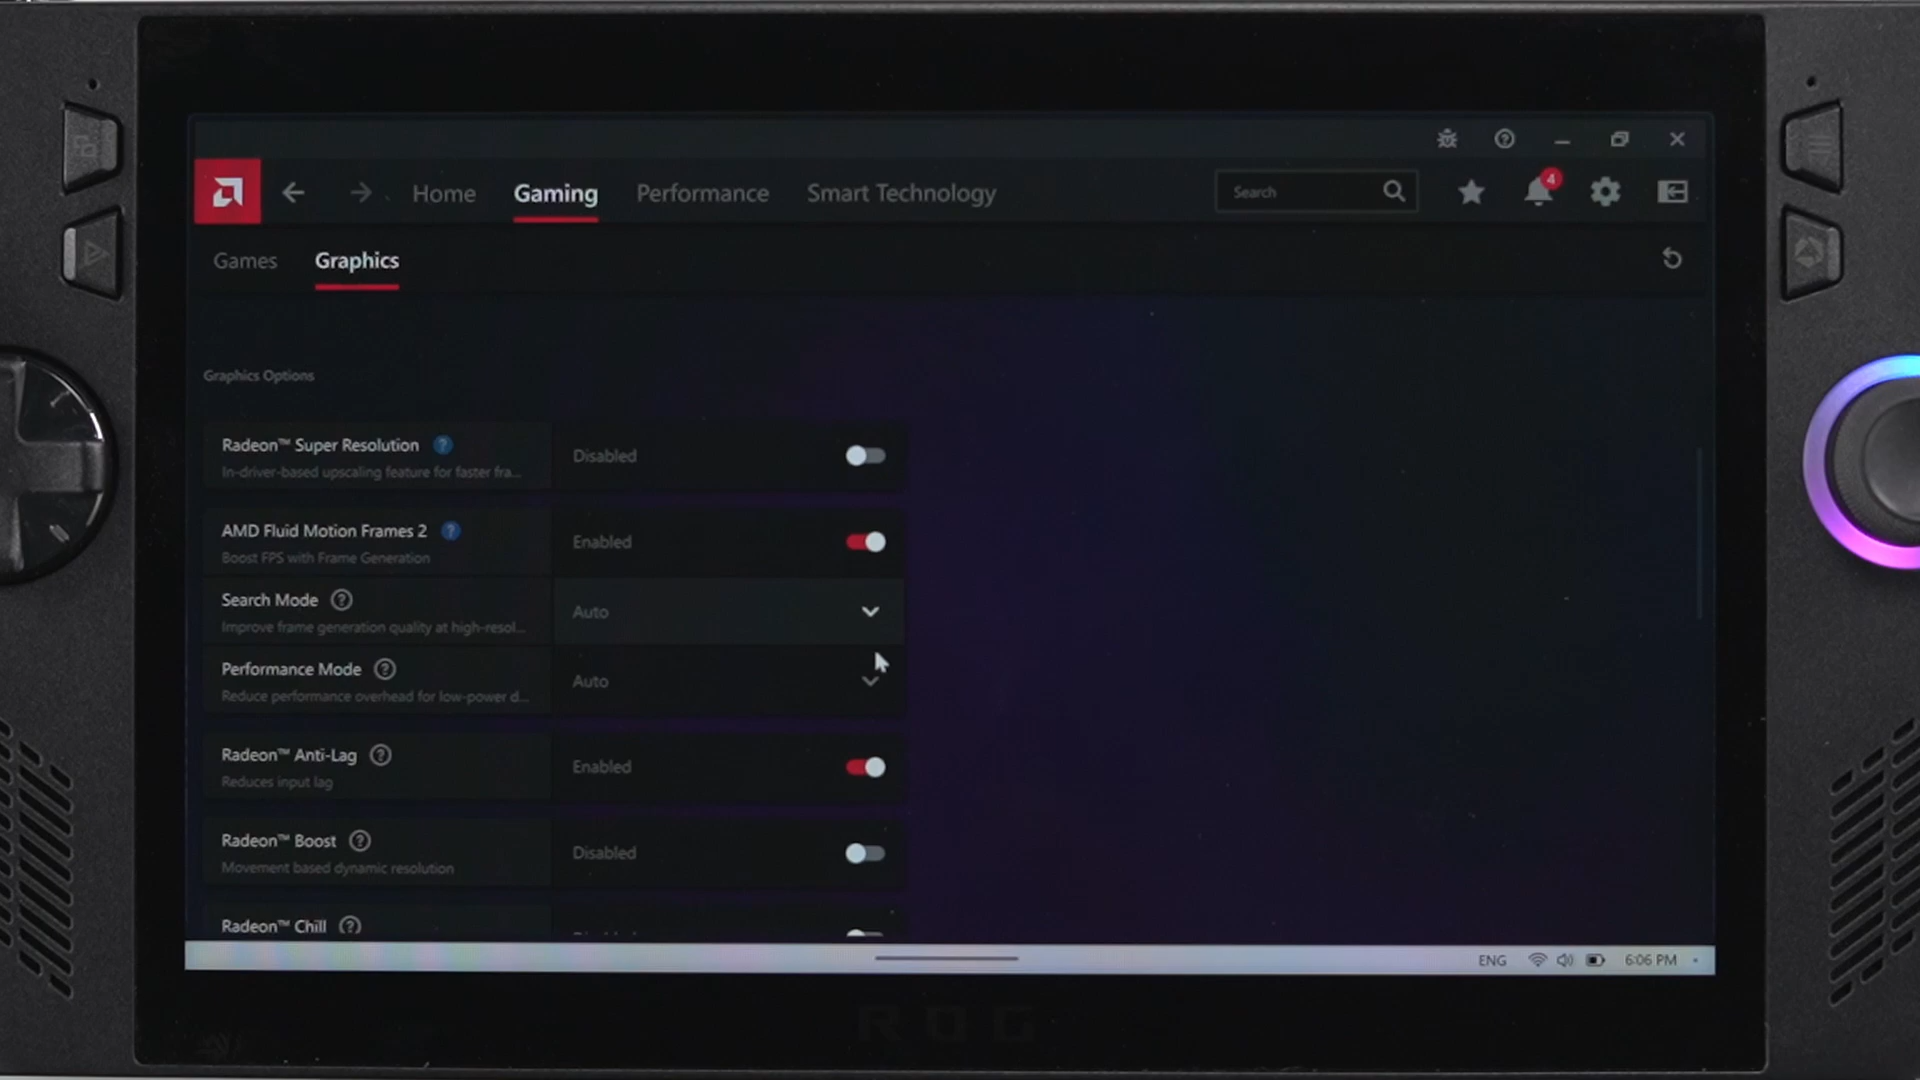 Home Gaming Performance Smart Technology Search 4
Games Graphics
Graphics Options
Radeon™ Super Resolution ? Disabled
In-driver-based upscaling feature for faster fra...
AMD Fluid Motion Frames 2 ? Enabled
Boost FPS with Frame Generation
Search Mode ? Auto
Improve frame generation quality at high-resol...
Performance Mode ? Auto
Reduce performance overhead for low-power d...
Radeon™ Anti-Lag ? Enabled
Reduces input lag
Radeon™ Boost ? Disabled
Movement based dynamic resolution
Radeon™ Chill ?
ENG 6:06 PM
ROG